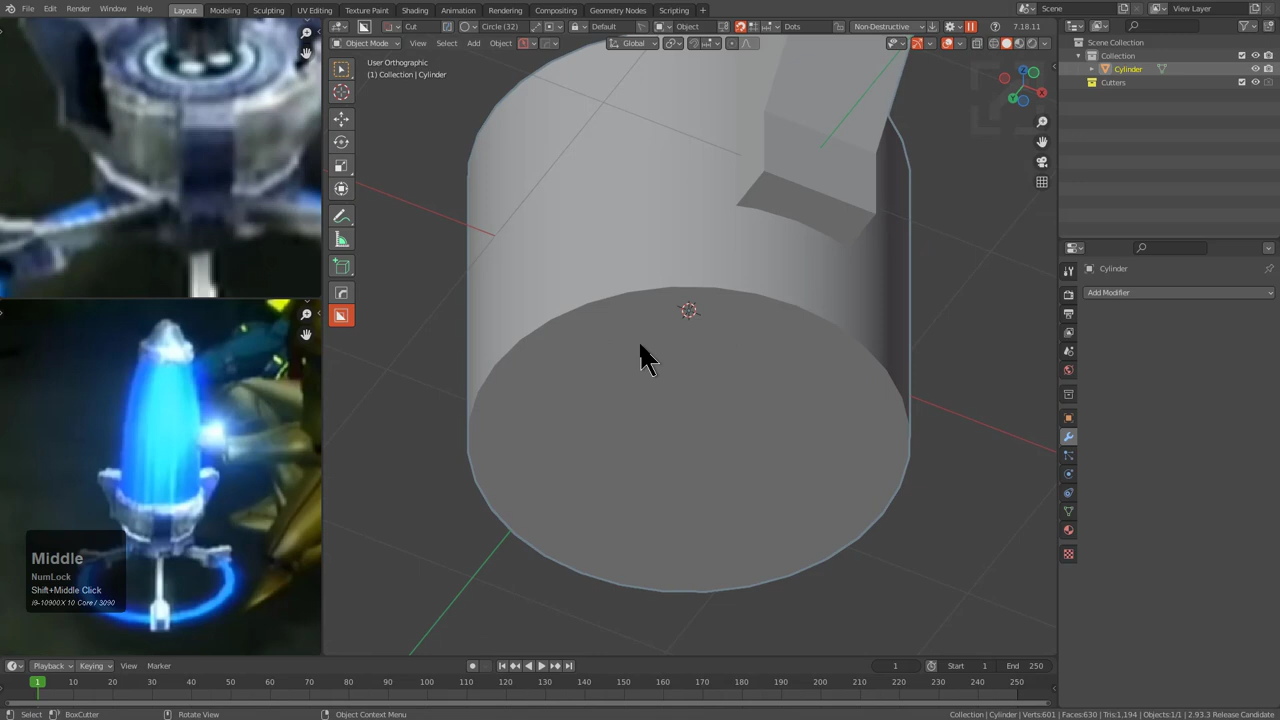 File Edit Render Window Help
Layout Modeling Sculpting UV Editing Texture Paint Shading Animation Rendering Compositing Geometry Nodes Scripting +
Scene
View Layer
Cut Circle (32) Default Object Dots Non-Destructive 7.18.11
Object Mode View Select Add Object Global
User Orthographic
(1) Collection | Cylinder
Scene Collection
Collection
Cylinder
Cutters
Cylinder
Add Modifier
Middle
NumLock
Shift+Middle Click
i9-10900X 10 Core / 3090
Playback Keying View Marker
1 Start 1 End 250
1 10 20 30 40 50 60 70 80 90 100 110 120 130 140 150 160 170 180 190 200 210 220 230 240 250
Select BoxCutter Rotate View Object Context Menu
Collection | Cylinder | Verts:601 | Faces:630 | Tris:1,194 | Objects:1/1 | 2.93.3 Release Candidate